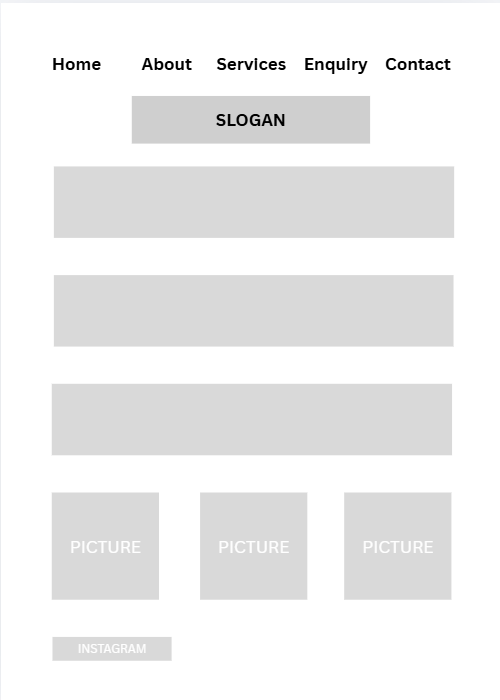 Home About Services Enquiry Contact
SLOGAN
PICTURE PICTURE PICTURE
INSTAGRAM